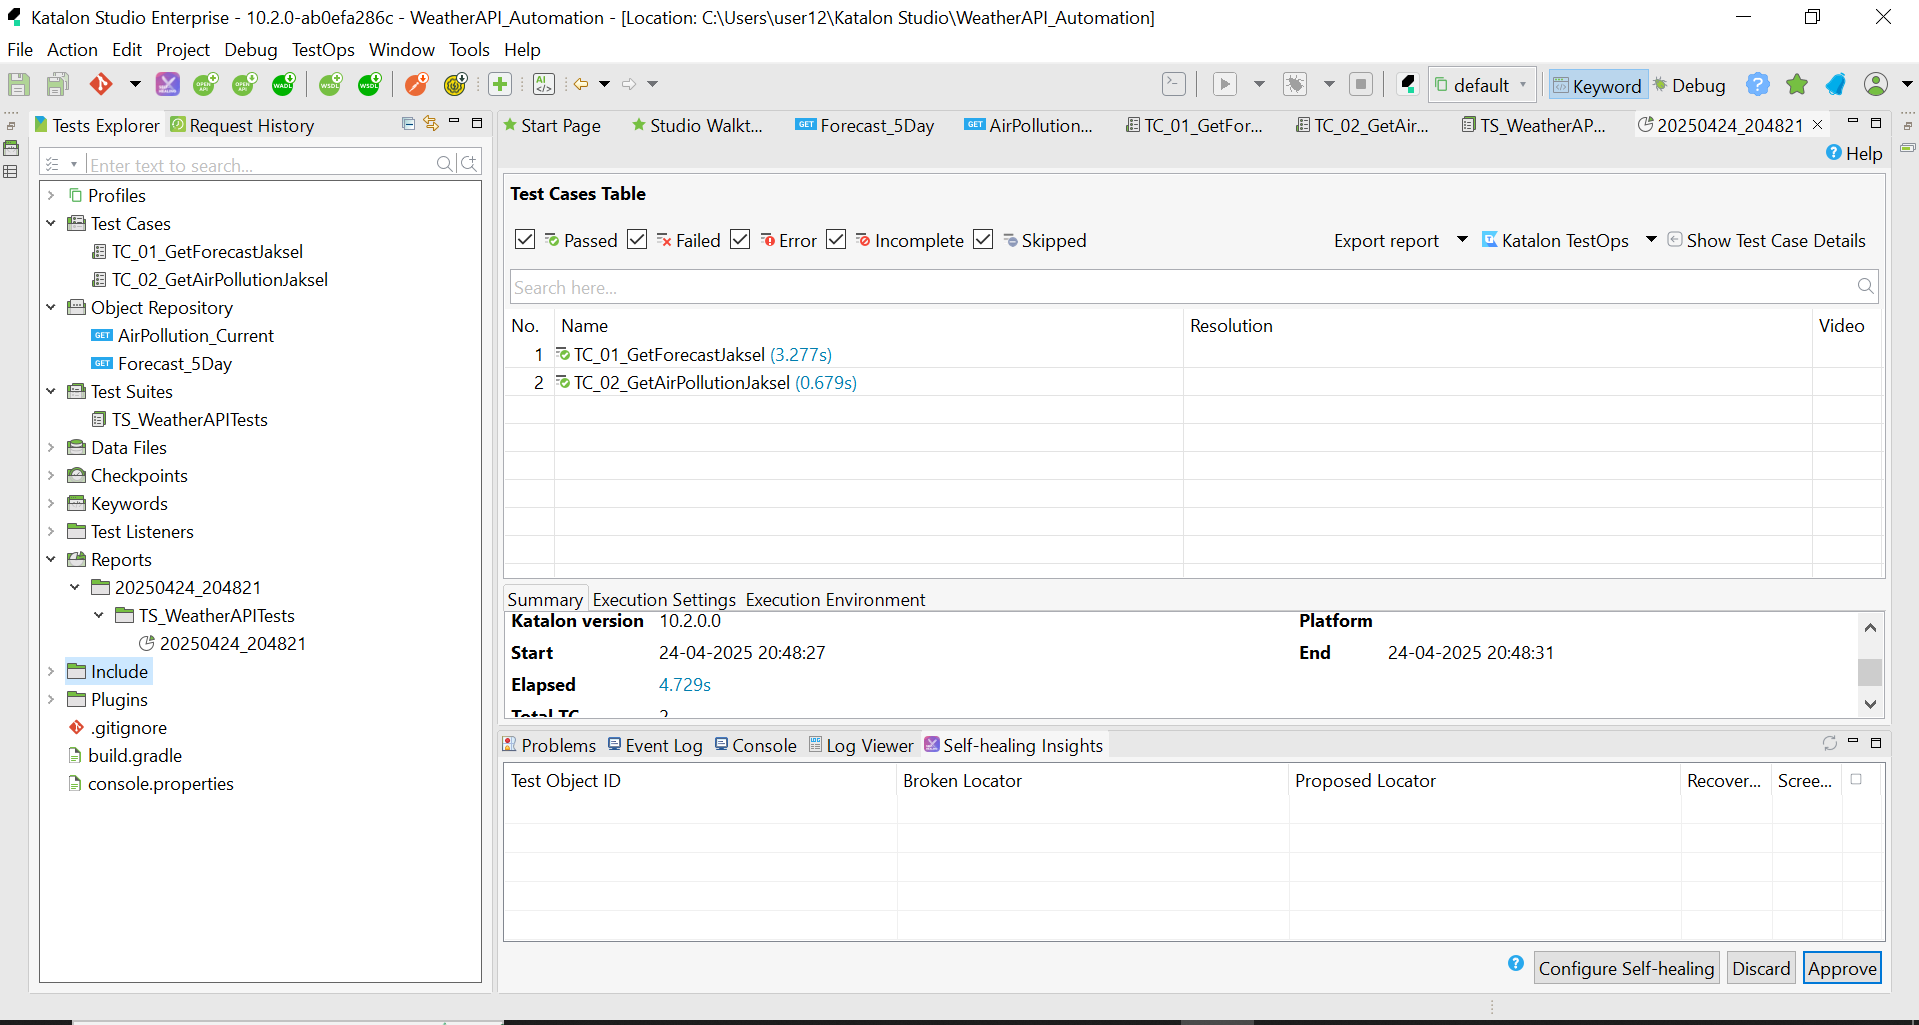 Katalon Studio Enterprise - 10.2.0-ab0efa286c - WeatherAPI_Automation - [Location: C:\Users\user12\Katalon Studio\WeatherAPI_Automation]
File Action Edit Project Debug TestOps Window Tools Help
default Keyword Debug
Tests Explorer Request History
Enter text to search...
Profiles
Test Cases
TC_01_GetForecastJaksel
TC_02_GetAirPollutionJaksel
Object Repository
GET AirPollution_Current
GET Forecast_5Day
Test Suites
TS_WeatherAPITests
Data Files
Checkpoints
Keywords
Test Listeners
Reports
20250424_204821
TS_WeatherAPITests
20250424_204821
Include
Plugins
.gitignore
build.gradle
console.properties
Start Page Studio Walkt... GET Forecast_5Day GET AirPollution... TC_01_GetFor... TC_02_GetAir... TS_WeatherAP... 20250424_204821
Help
Test Cases Table
Passed Failed Error Incomplete Skipped Export report Katalon TestOps Show Test Case Details
Search here...
No. Name Resolution Video
1 TC_01_GetForecastJaksel (3.277s)
2 TC_02_GetAirPollutionJaksel (0.679s)
Summary Execution Settings Execution Environment
Katalon version 10.2.0.0 Platform
Start 24-04-2025 20:48:27 End 24-04-2025 20:48:31
Elapsed 4.729s
Total TC 2
Problems Event Log Console Log Viewer Self-healing Insights
Test Object ID Broken Locator Proposed Locator Recover... Scree...
Configure Self-healing Discard Approve